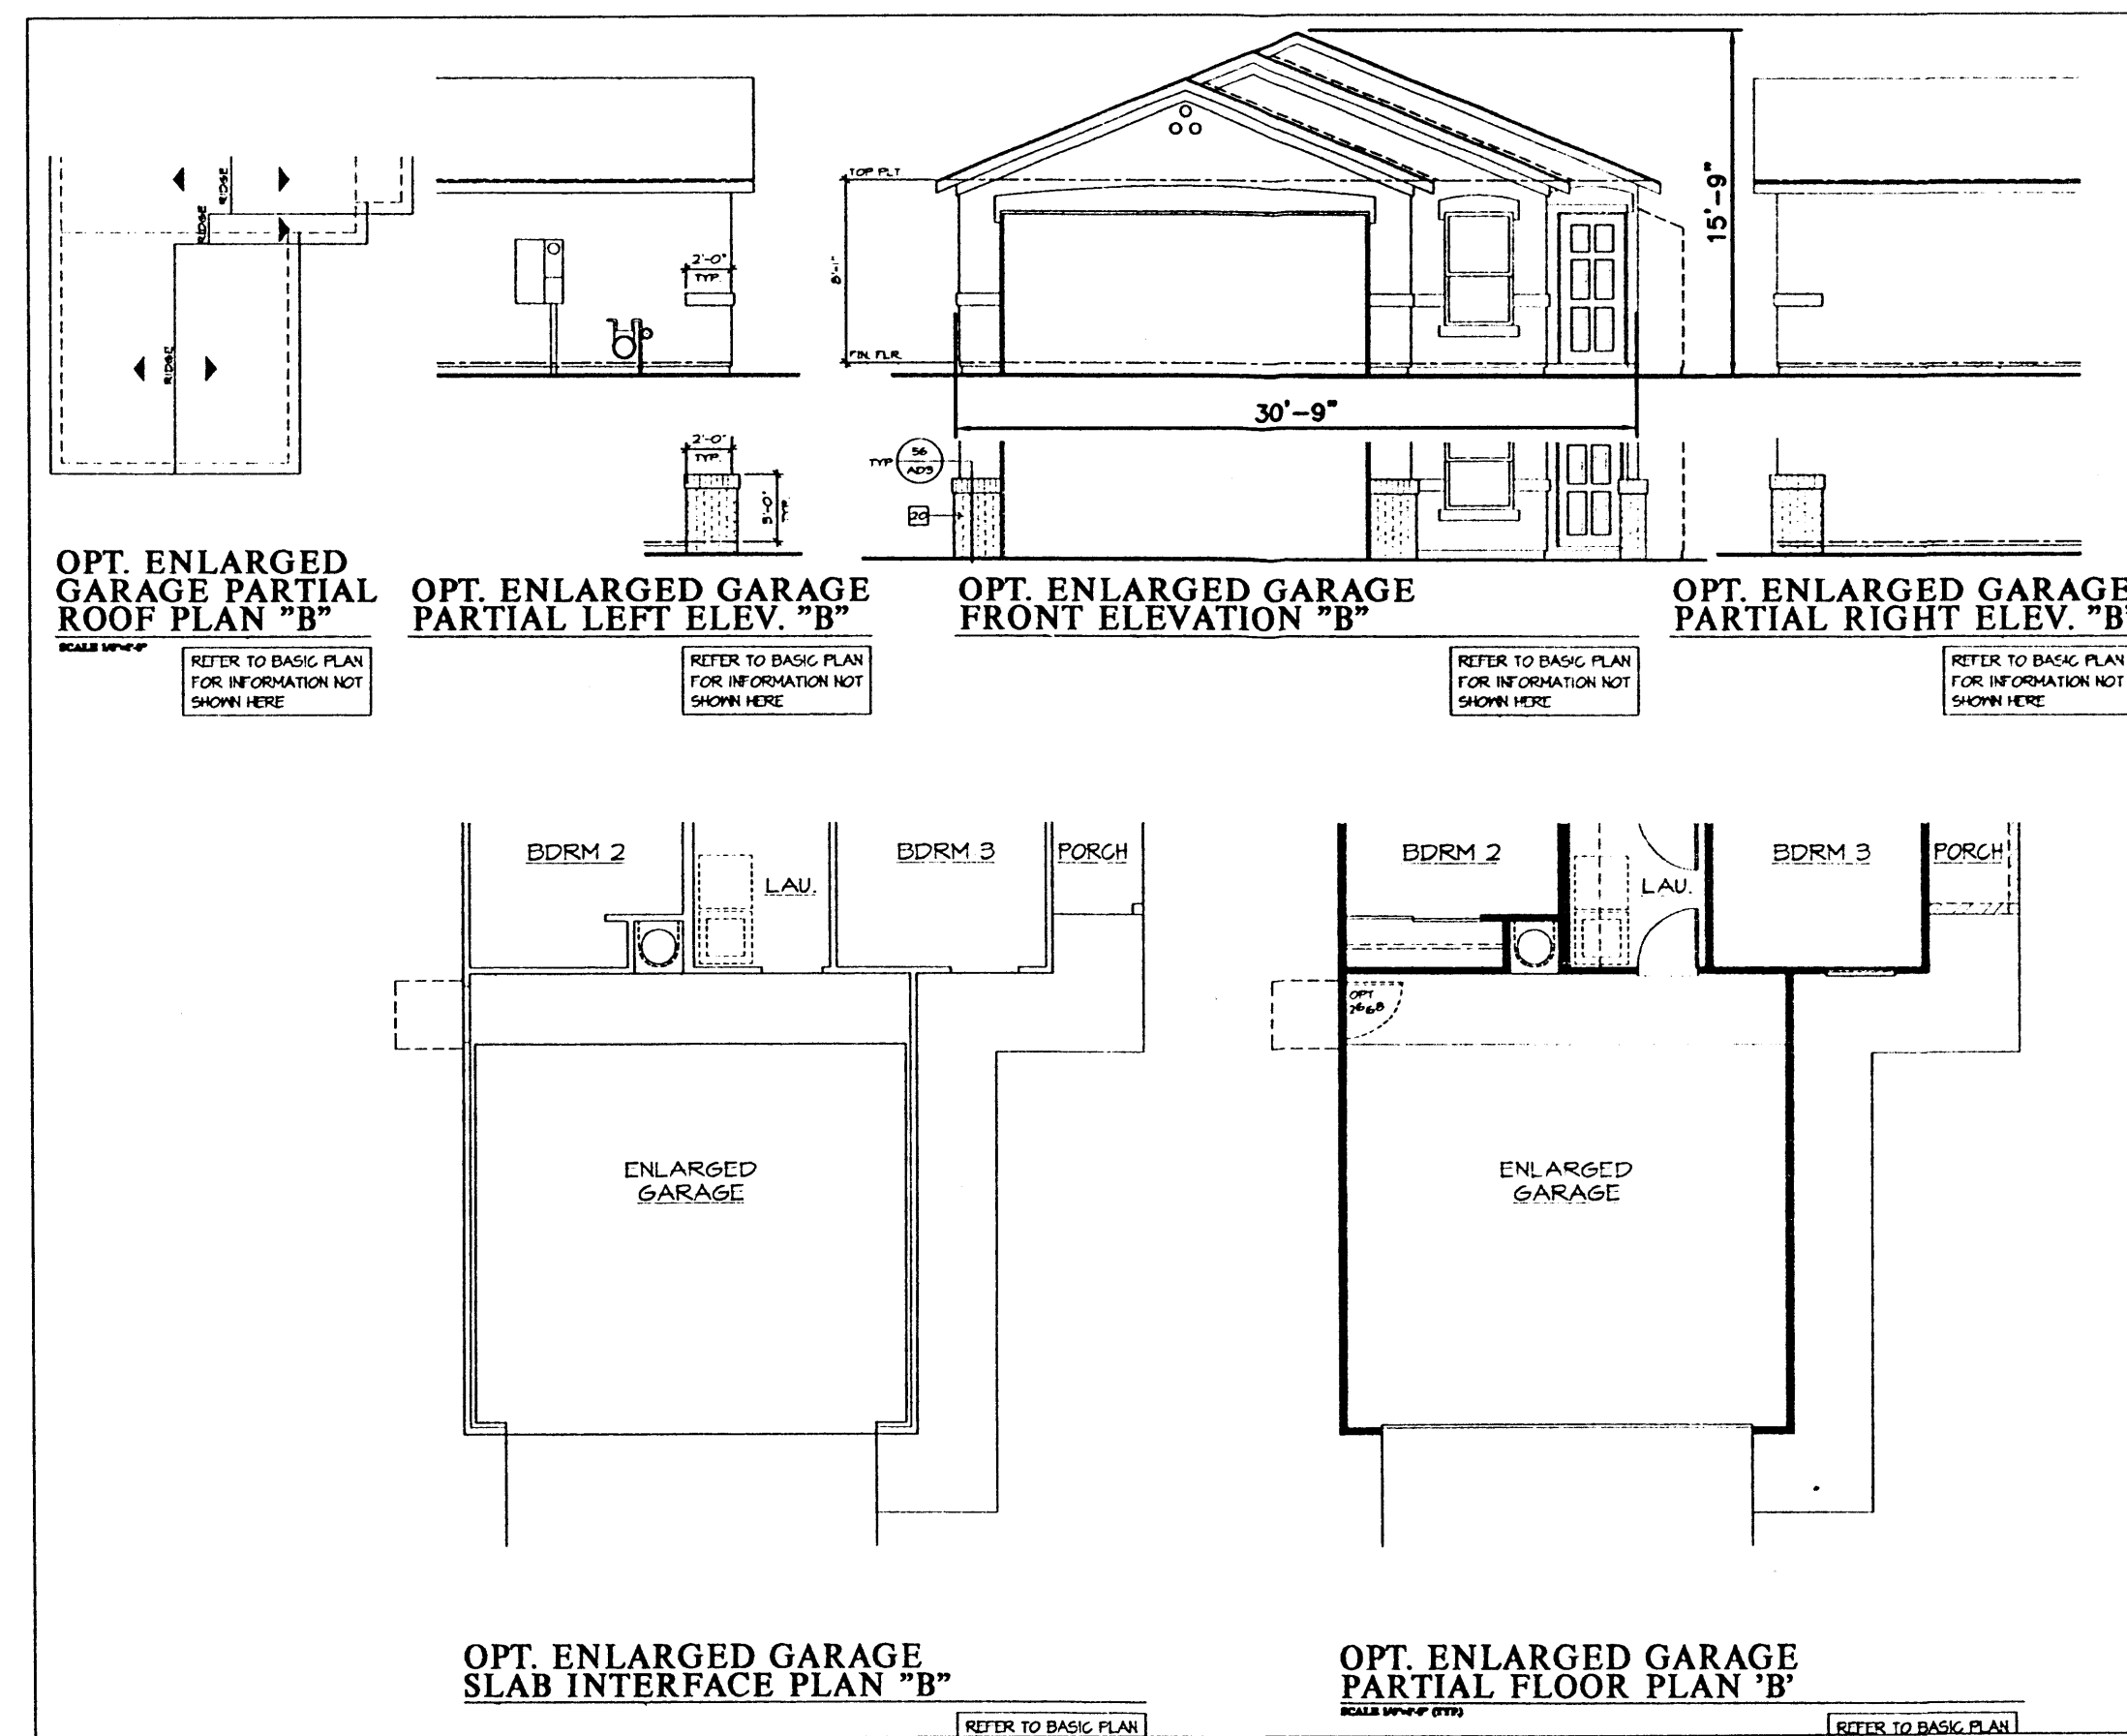 RIDGE
RIDGE
RIDGE
2'-0"
TYP.
TOP PLT
8'-1"
FIN. FLR.
15'-9"
30'-9"
2'-0"
TYP.
TYP
56
AD3
20
OPT. ENLARGED
GARAGE PARTIAL
ROOF PLAN "B"
REFER TO BASIC PLAN
FOR INFORMATION NOT
SHOWN HERE
OPT. ENLARGED GARAGE
PARTIAL LEFT ELEV. "B"
REFER TO BASIC PLAN
FOR INFORMATION NOT
SHOWN HERE
OPT. ENLARGED GARAGE
FRONT ELEVATION "B"
REFER TO BASIC PLAN
FOR INFORMATION NOT
SHOWN HERE
OPT. ENLARGED GARAGE
PARTIAL RIGHT ELEV. "B"
REFER TO BASIC PLAN
FOR INFORMATION NOT
SHOWN HERE
BDRM 2
LAU.
BDRM 3
PORCH
ENLARGED
GARAGE
OPT. ENLARGED GARAGE
SLAB INTERFACE PLAN "B"
REFER TO BASIC PLAN
BDRM 2
LAU.
BDRM 3
PORCH
OPT
2668
ENLARGED
GARAGE
OPT. ENLARGED GARAGE
PARTIAL FLOOR PLAN 'B'
REFER TO BASIC PLAN